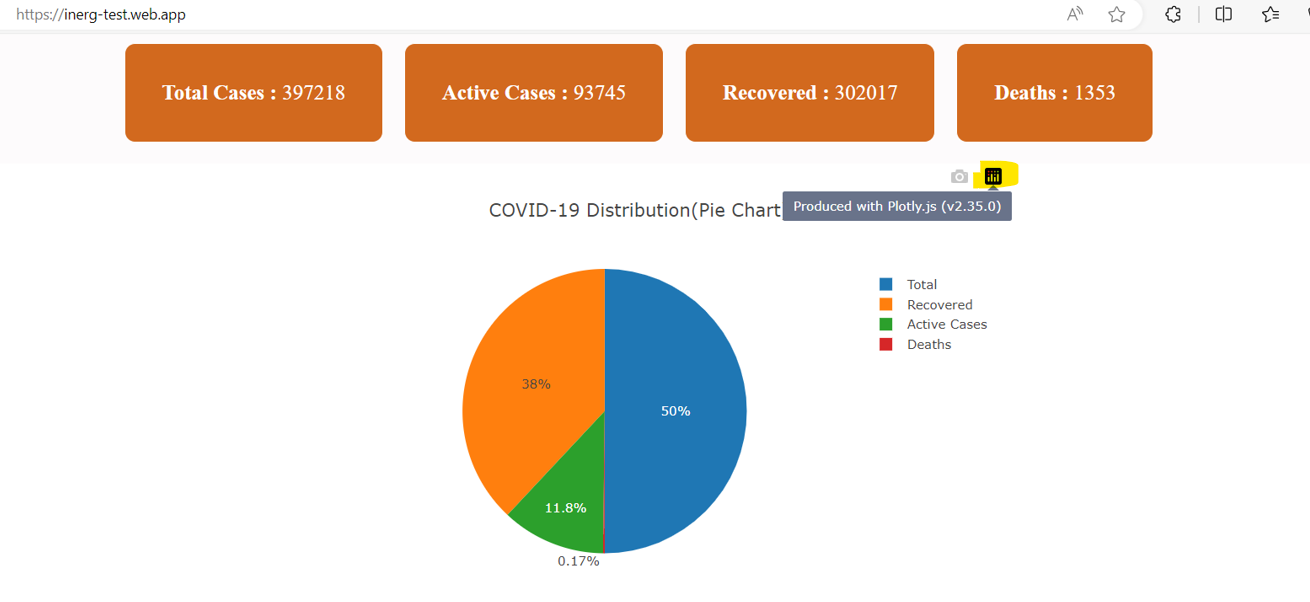 https://inerg-test.web.app
Total Cases : 397218
Active Cases : 93745
Recovered : 302017
Deaths : 1353
Produced with Plotly.js (v2.35.0)
COVID-19 Distribution(Pie Chart
Total
Recovered
Active Cases
Deaths
38%
50%
11.8%
0.17%